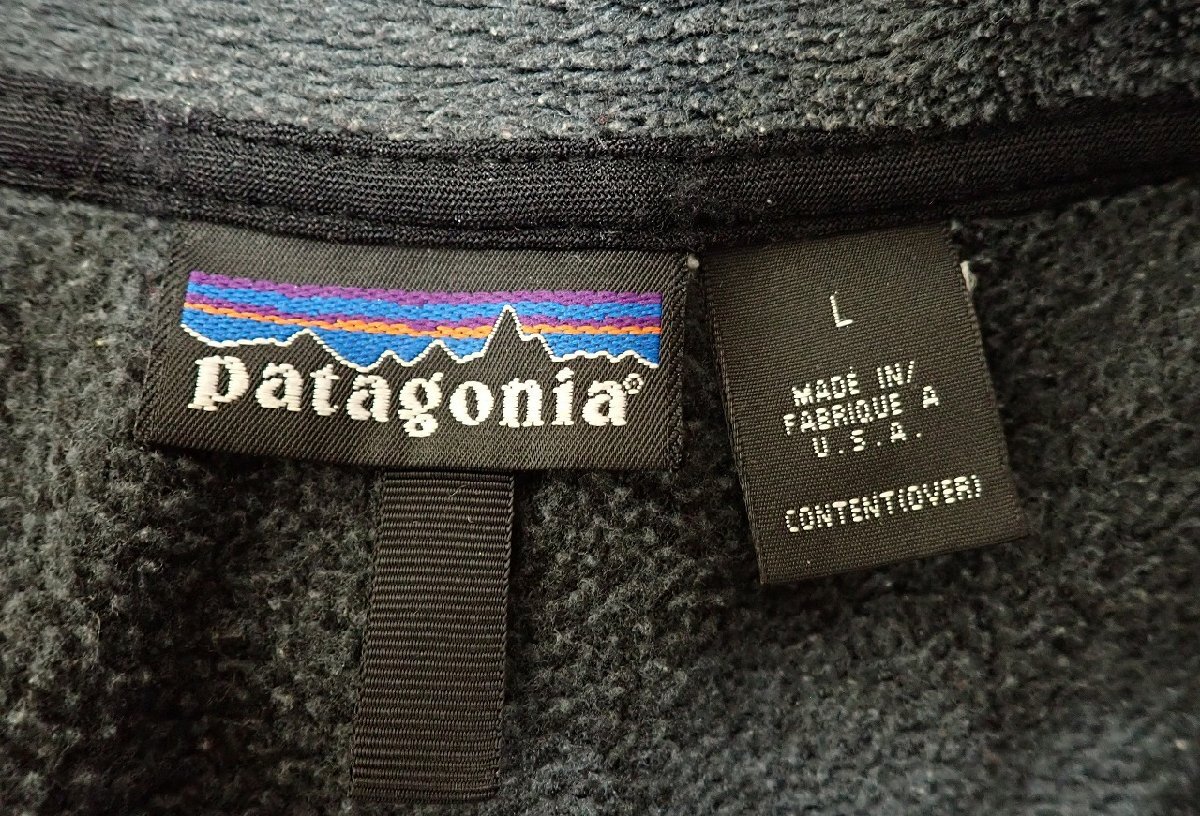 patagonia®
L
MADE IN/
FABRIQUE A
U.S.A.
CONTENT(OVER)